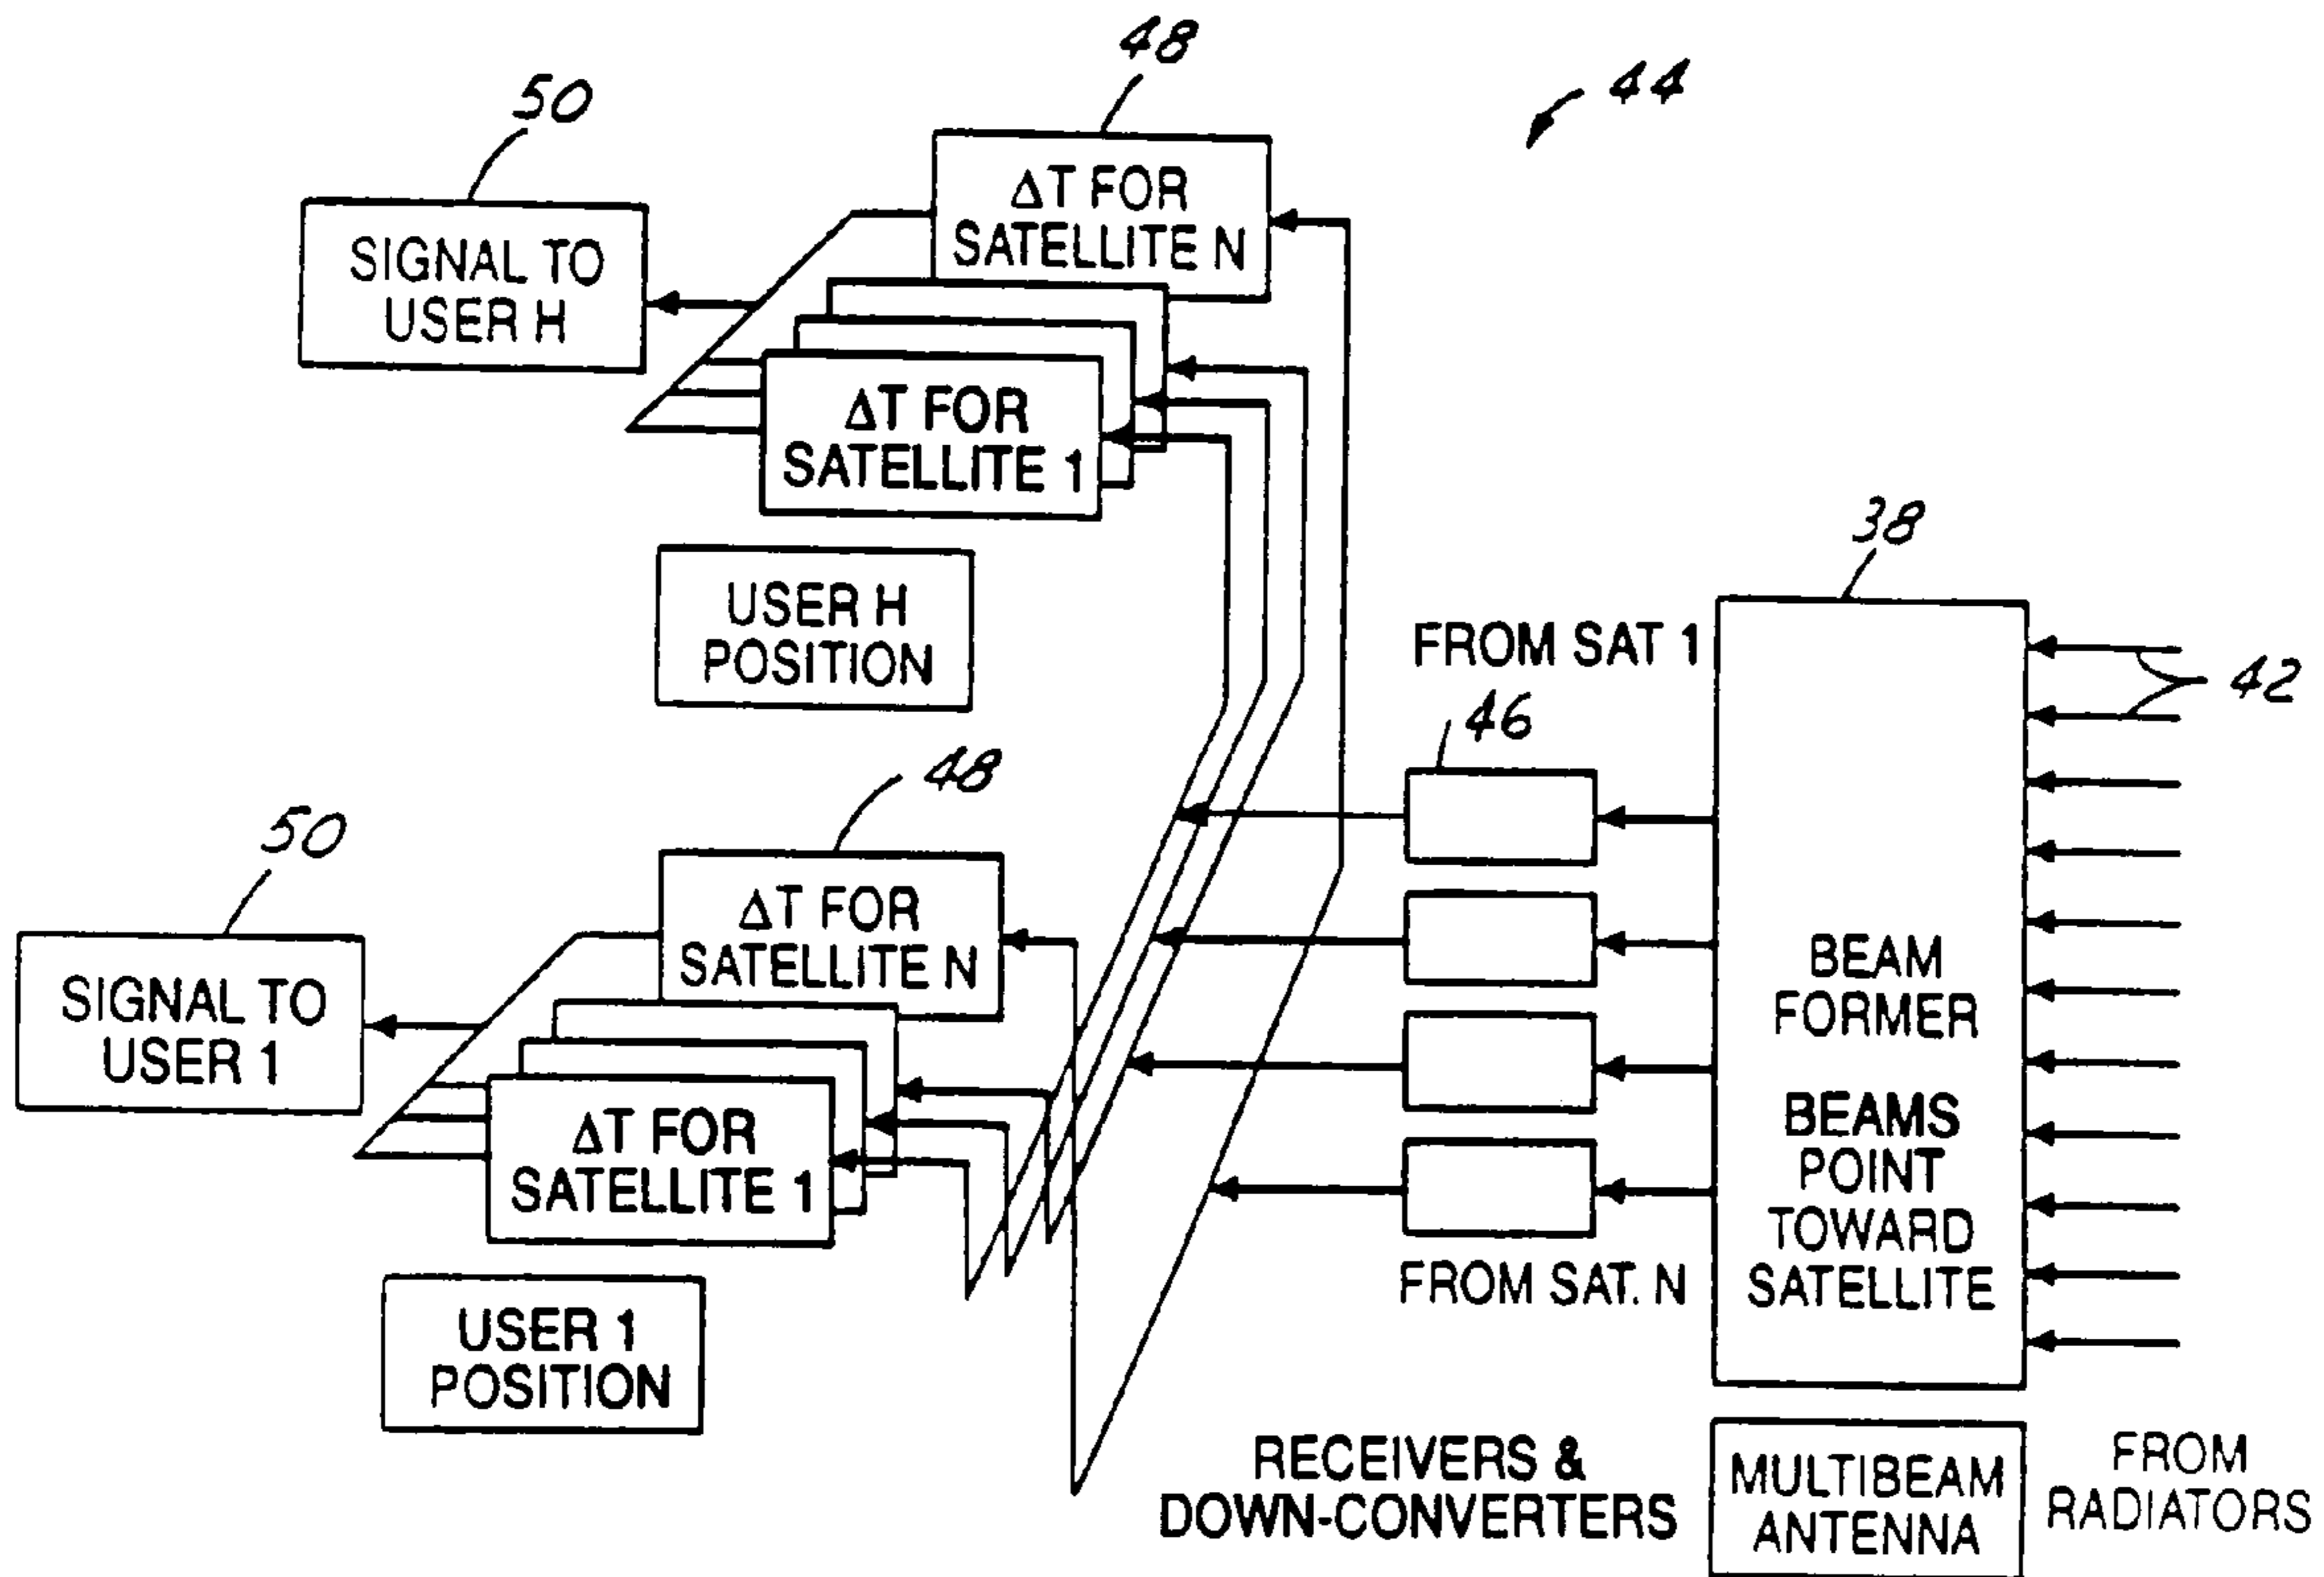 48
44
50
ΔT FOR
SATELLITE N
SIGNAL TO
USER H
ΔT FOR
SATELLITE 1
38
USER H
POSITION
FROM SAT 1
42
46
48
50
ΔT FOR
SATELLITE N
SIGNAL TO
USER 1
BEAM
FORMER
BEAMS
POINT
TOWARD
SATELLITE
ΔT FOR
SATELLITE 1
FROM SAT. N
USER 1
POSITION
RECEIVERS &
DOWN-CONVERTERS
MULTIBEAM
ANTENNA
FROM
RADIATORS